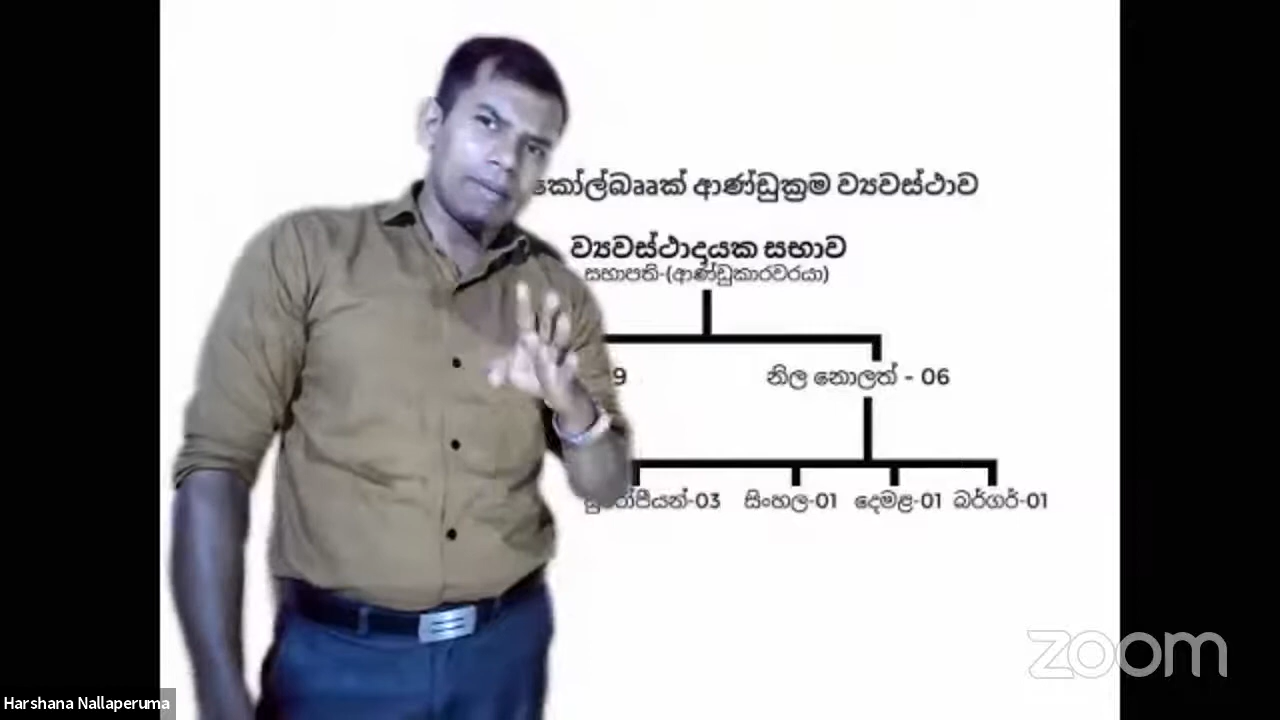 කෝල්බෲක් ආණ්ඩුක්‍රම ව්‍යවස්ථාව
ව්‍යවස්ථාදයක සභාව
සභාපති-(ආණ්ඩුකාරවරයා)
9 නිල නොලත් - 06
සිංහල-01 දෙමළ-01 බර්ගර්-01
zoom
Harshana Nallaperuma